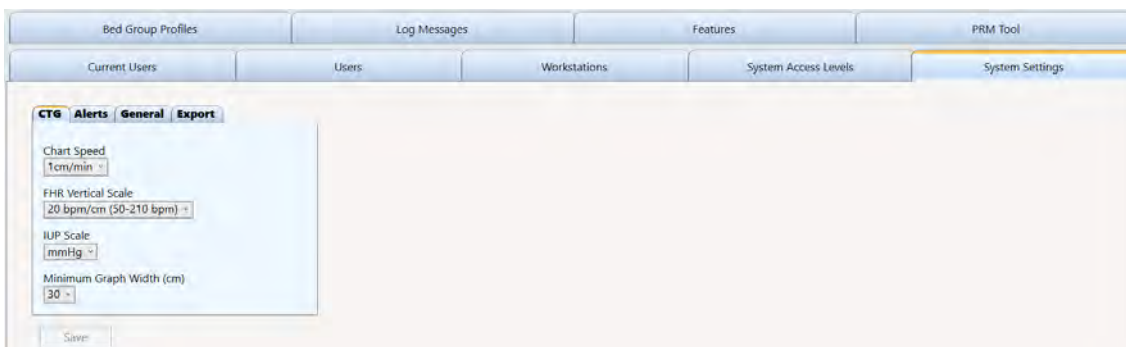 Bed Group Profiles Log Messages Features PRM Tool
Current Users Users Workstations System Access Levels System Settings
CTG Alerts General Export
Chart Speed
1cm/min
FHR Vertical Scale
20 bpm/cm (50-210 bpm)
IUP Scale
mmHg
Minimum Graph Width (cm)
30
Save